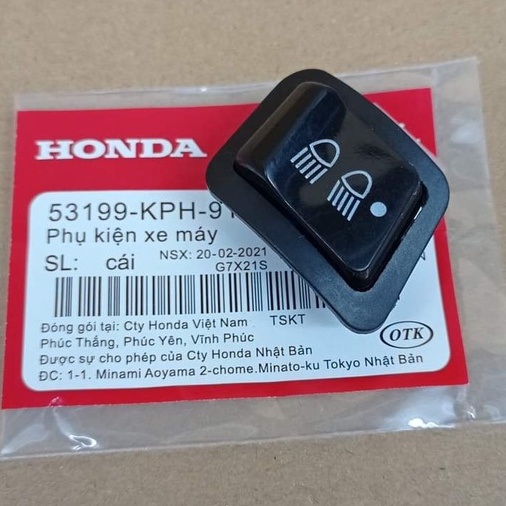 HONDA
53199-KPH-9
Phụ kiện xe máy
SL: cái NSX: 20-02-2021
G7X21S
Đóng gói tại: Cty Honda Việt Nam TSKT
Phúc Thắng, Phúc Yên, Vĩnh Phúc
Được sự cho phép của Cty Honda Nhật Bản
ĐC: 1-1. Minami Aoyama 2-chome.Minato-ku Tokyo Nhật Bản.
OTK